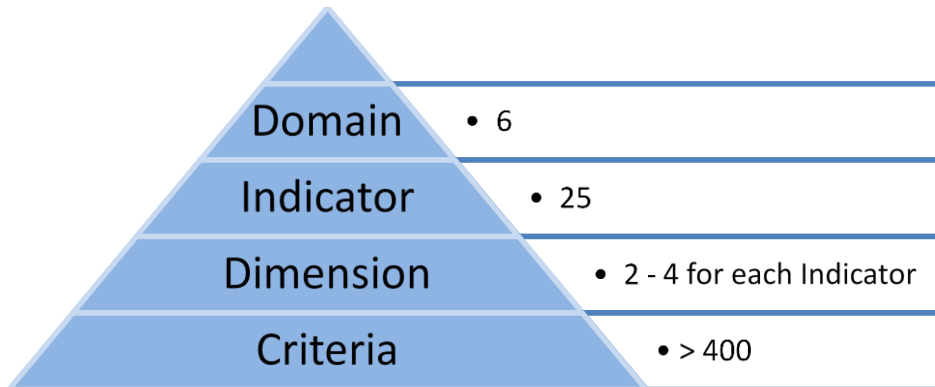 Domain
• 6
Indicator
• 25
Dimension
• 2 - 4 for each Indicator
Criteria
• > 400